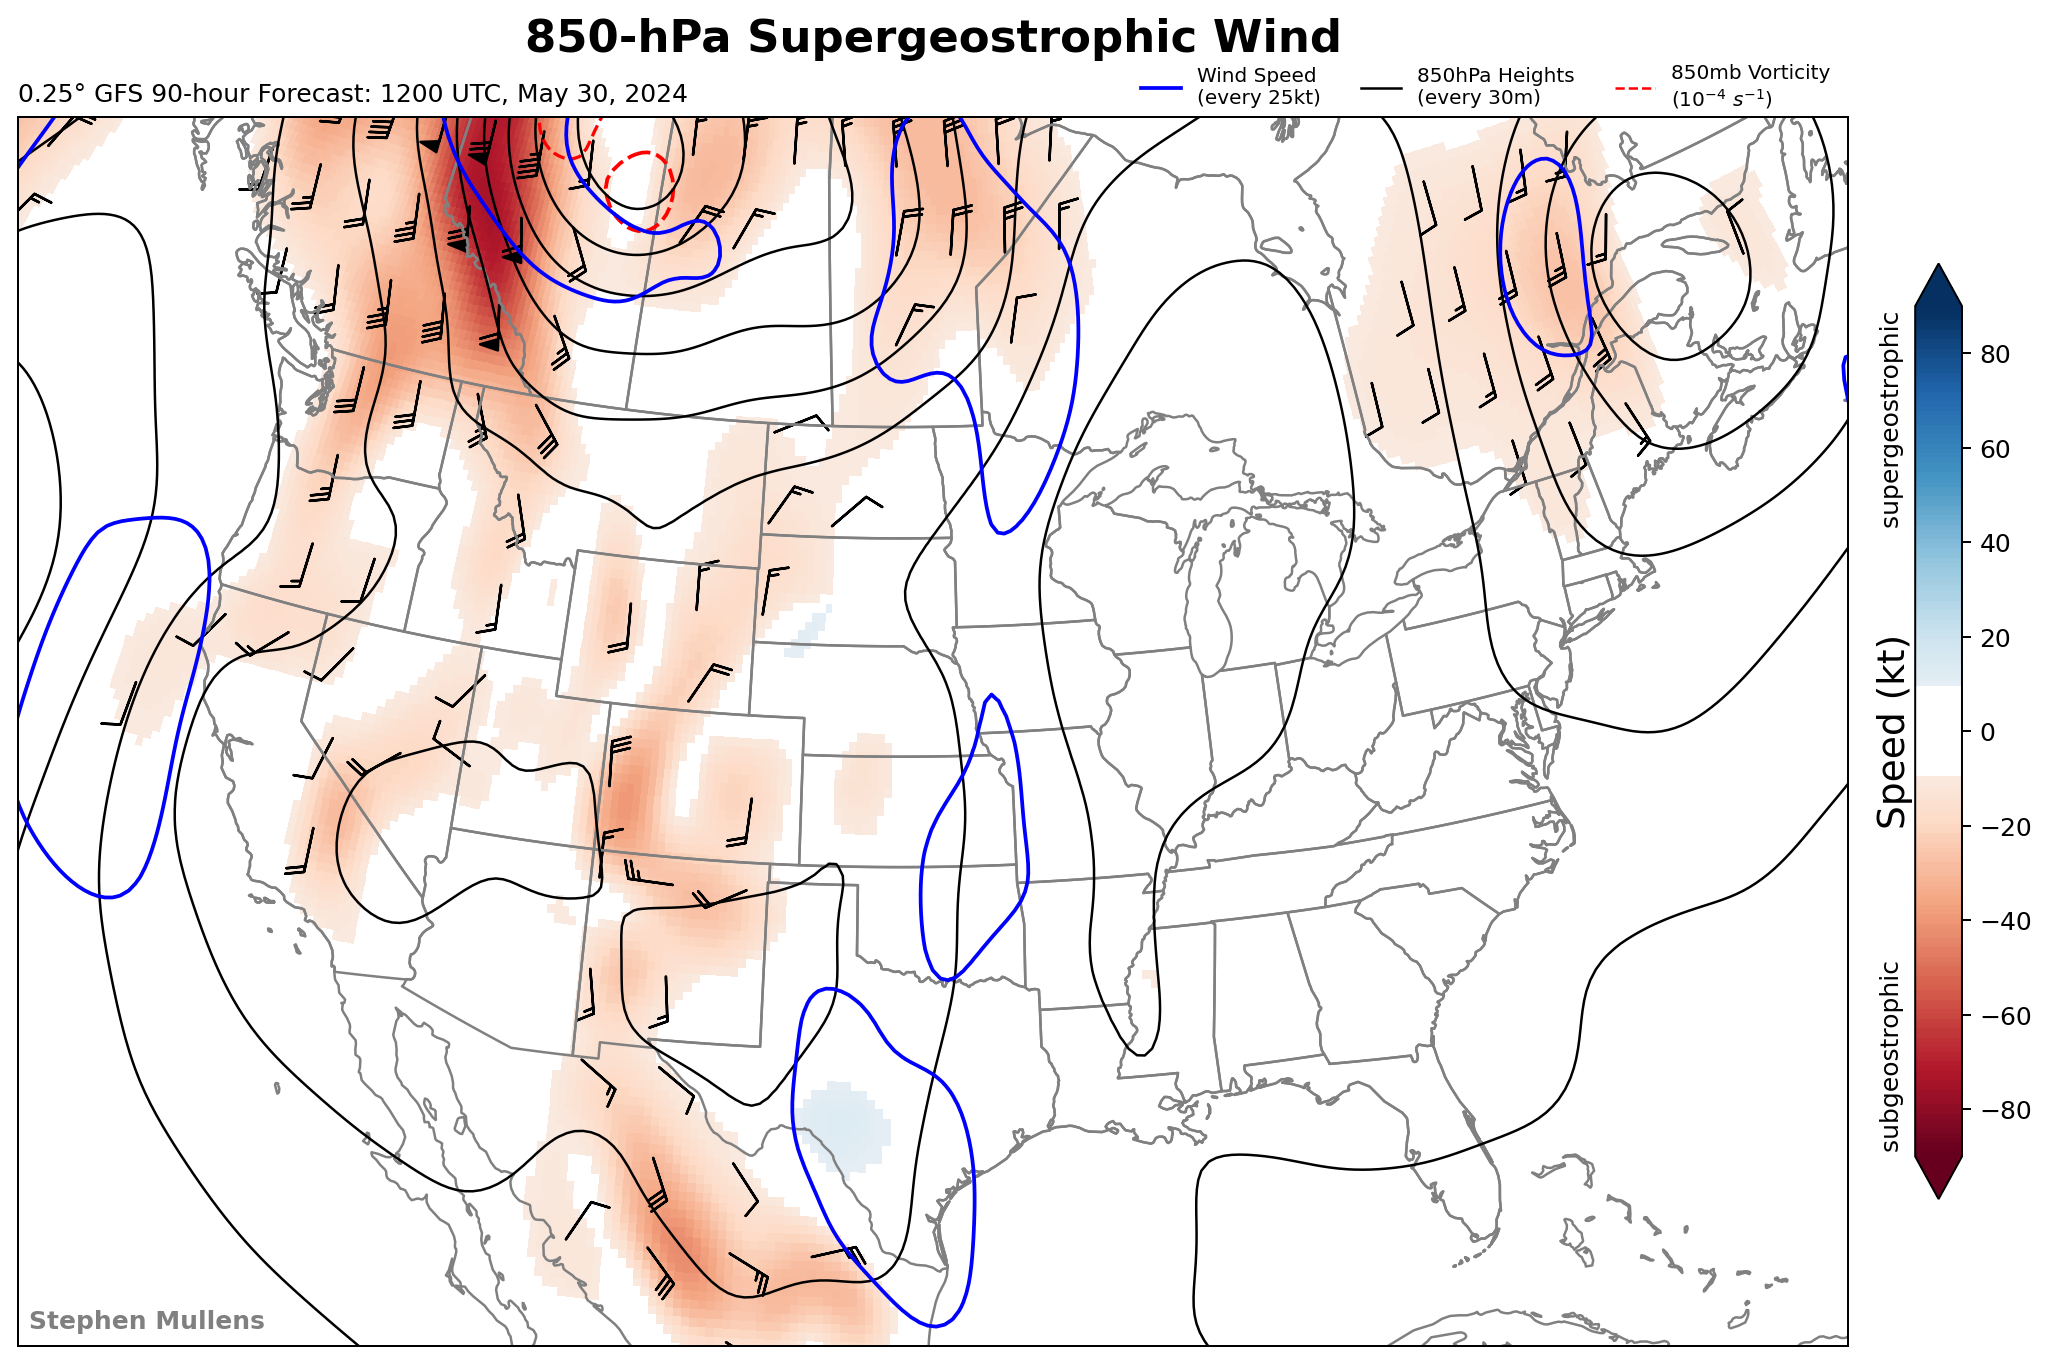 850-hPa Supergeostrophic Wind
0.25° GFS 90-hour Forecast: 1200 UTC, May 30, 2024
Wind Speed
(every 25kt)
850hPa Heights
(every 30m)
850mb Vorticity
(10⁻⁴ s⁻¹)
supergeostrophic
Speed (kt)
subgeostrophic
80
60
40
20
0
−20
−40
−60
−80
Stephen Mullens